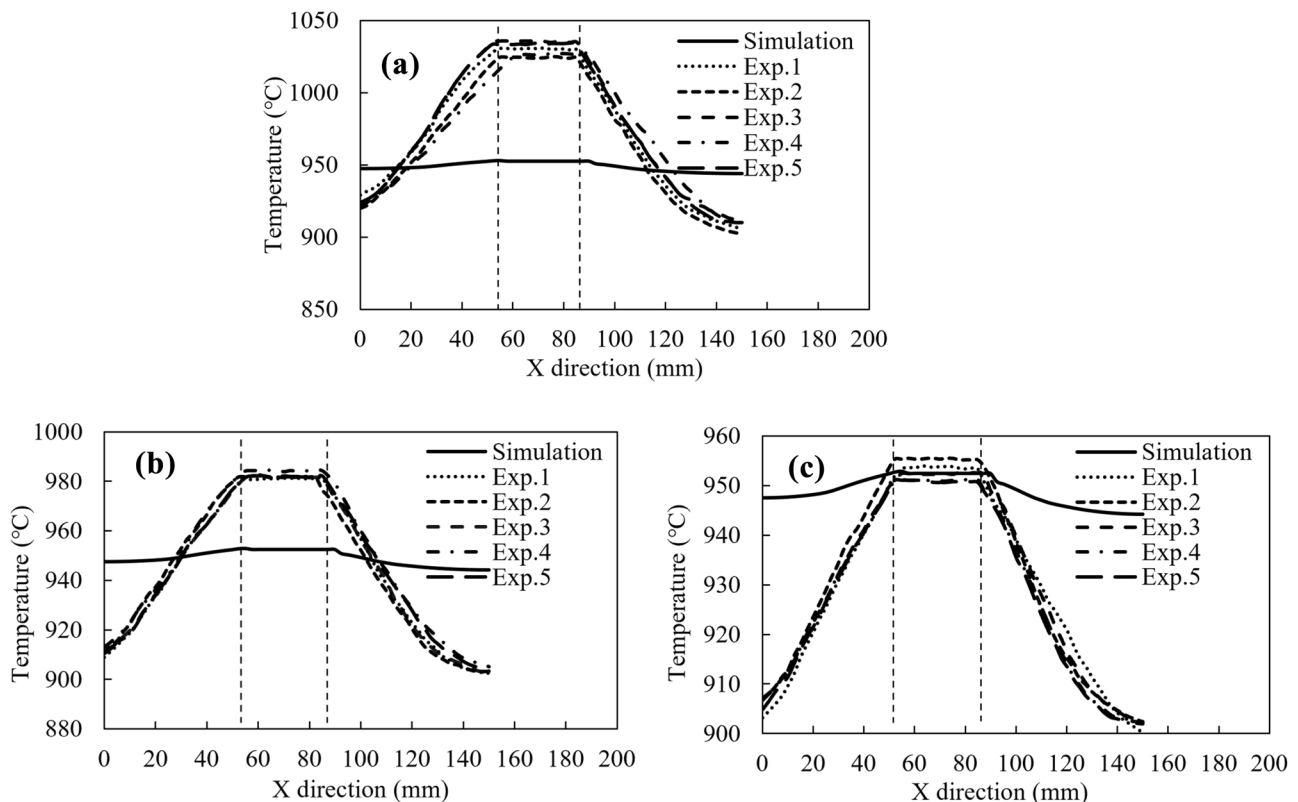 1050
1000
950
900
850
Temperature (°C)
(a)
Simulation
Exp.1
Exp.2
Exp.3
Exp.4
Exp.5
0 20 40 60 80 100 120 140 160 180 200
X direction (mm)
1000
980
960
940
920
900
880
Temperature (°C)
(b)
Simulation
Exp.1
Exp.2
Exp.3
Exp.4
Exp.5
0 20 40 60 80 100 120 140 160 180 200
X direction (mm)
960
950
940
930
920
910
900
Temperature (°C)
(c)
Simulation
Exp.1
Exp.2
Exp.3
Exp.4
Exp.5
0 20 40 60 80 100 120 140 160 180 200
X direction (mm)